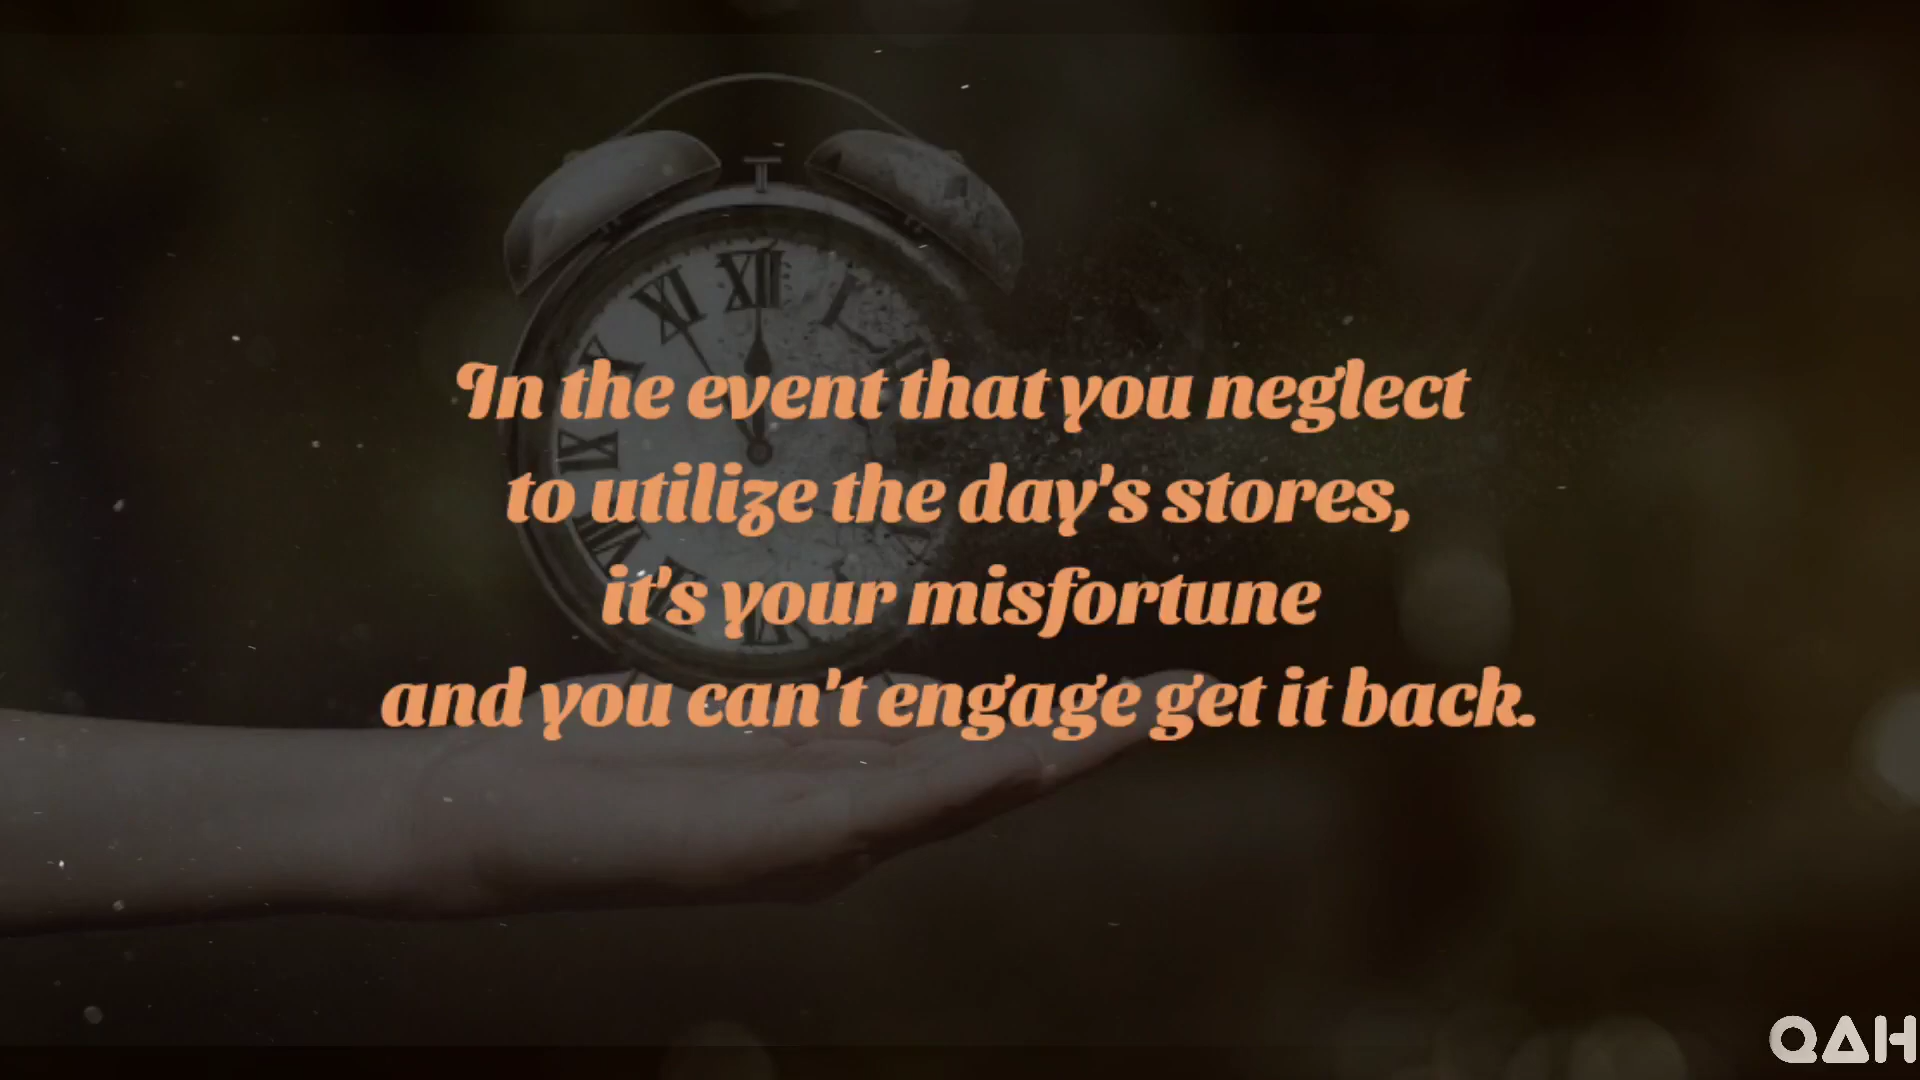 In the event that you neglect
to utilize the day's stores,
it's your misfortune
and you can't engage get it back.
QAH